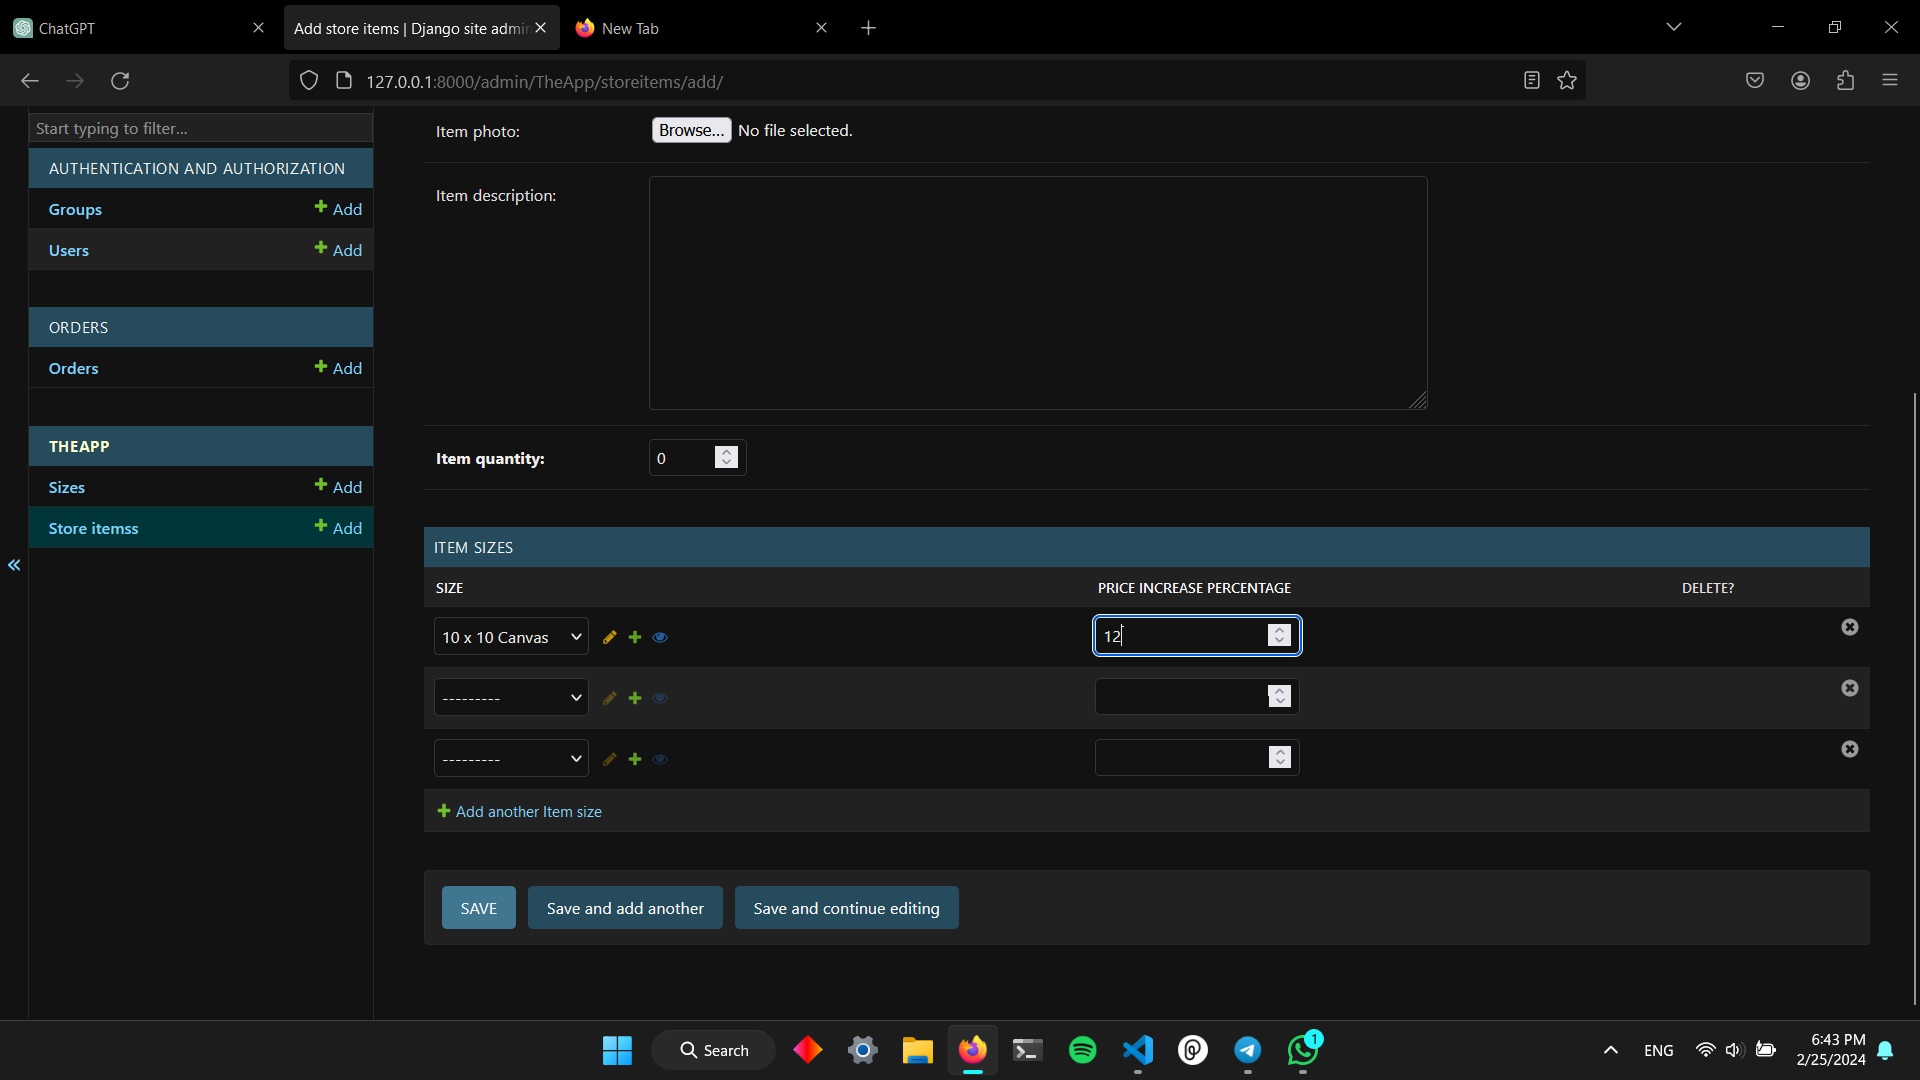 ChatGPT
Add store items | Django site admin
New Tab
127.0.0.1:8000/admin/TheApp/storeitems/add/
Start typing to filter...
AUTHENTICATION AND AUTHORIZATION
Groups Add
Users Add
ORDERS
Orders Add
THEAPP
Sizes Add
Store itemss Add
«
Item photo: Browse... No file selected.
Item description:
Item quantity: 0
ITEM SIZES
SIZE PRICE INCREASE PERCENTAGE DELETE?
10 x 10 Canvas 12
---------
---------
Add another Item size
SAVE Save and add another Save and continue editing
Search
1
ENG
6:43 PM
2/25/2024